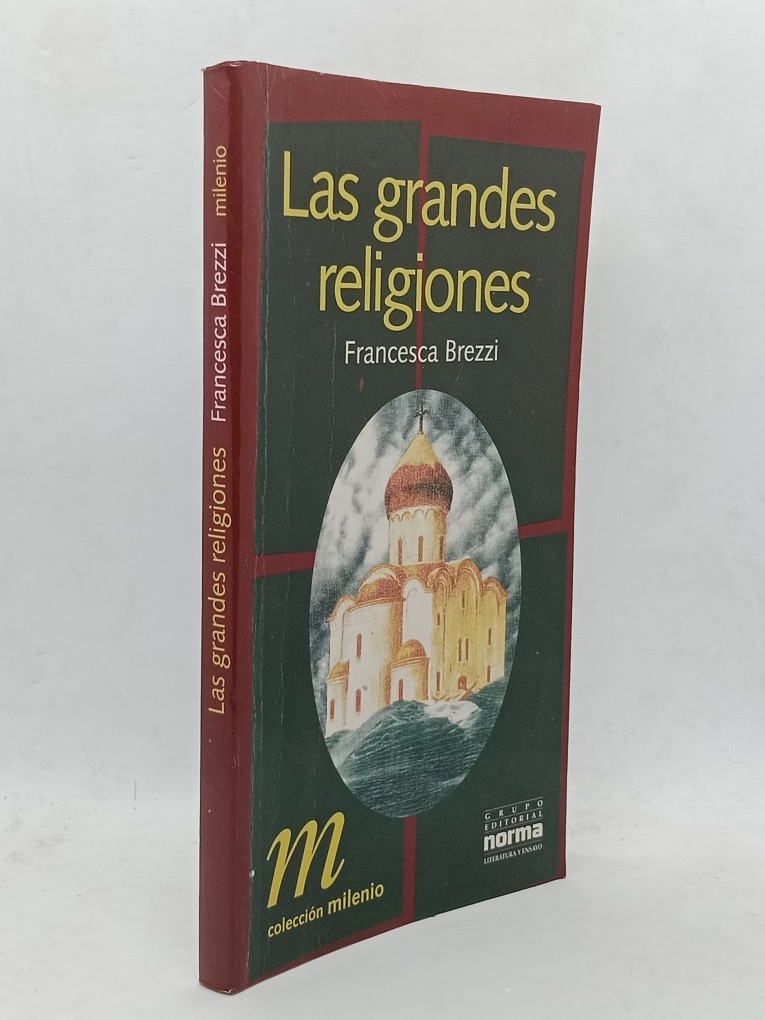 Las grandes
religiones
Francesca Brezzi
m
colección milenio
GRUPO
EDITORIAL
norma
LITERATURA Y ENSAYO
Las grandes religiones Francesca Brezzi milenio